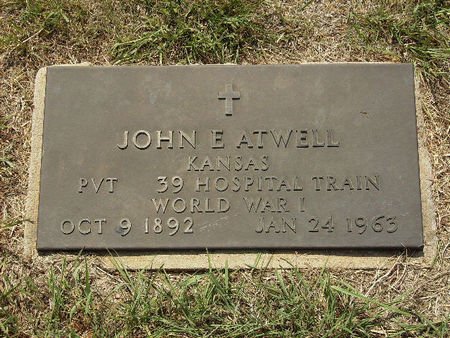 JOHN E ATWELL
KANSAS
PVT 39 HOSPITAL TRAIN
WORLD WAR I
OCT 9 1892 JAN 24 1963